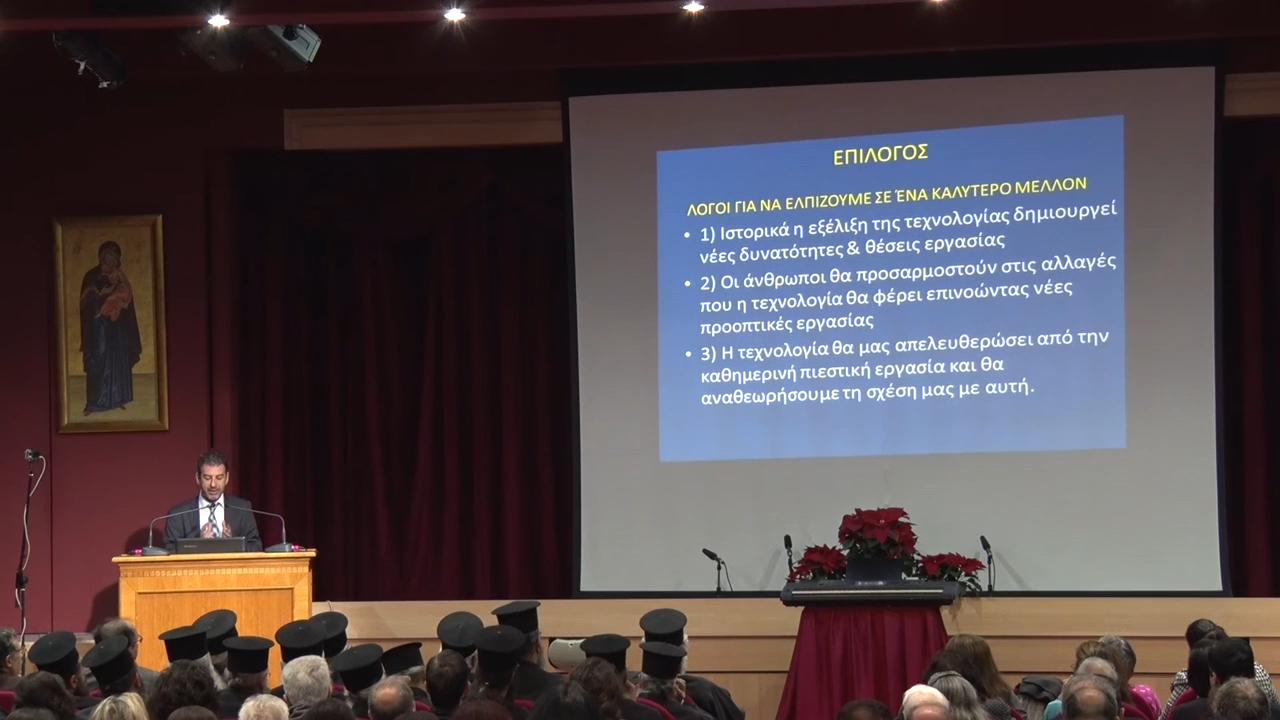 ΕΠΙΛΟΓΟΣ
ΛΟΓΟΙ ΓΙΑ ΝΑ ΕΛΠΙΖΟΥΜΕ ΣΕ ΈΝΑ ΚΑΛΥΤΕΡΟ ΜΕΛΛΟΝ
• 1) Ιστορικά η εξέλιξη της τεχνολογίας δημιουργεί
νέες δυνατότητες & θέσεις εργασίας
• 2) Οι άνθρωποι θα προσαρμοστούν στις αλλαγές
που η τεχνολογία θα φέρει επινοώντας νέες
προοπτικές εργασίας
• 3) Η τεχνολογία θα μας απελευθερώσει από την
καθημερινή πιεστική εργασία και θα
αναθεωρήσουμε τη σχέση μας με αυτή.